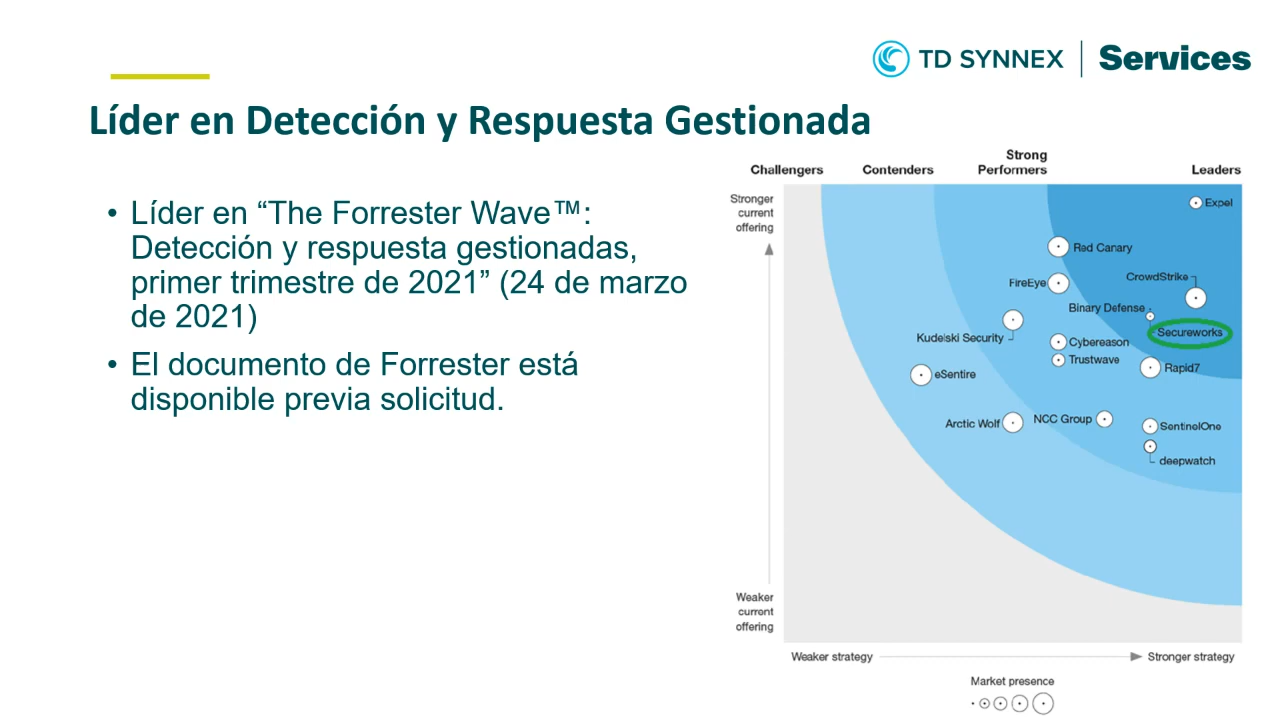 TD SYNNEX | Services
Líder en Detección y Respuesta Gestionada
• Líder en “The Forrester Wave™:
Detección y respuesta gestionadas,
primer trimestre de 2021” (24 de marzo
de 2021)
• El documento de Forrester está
disponible previa solicitud.
Challengers
Contenders
Strong
Performers
Leaders
Stronger
current
offering
Expel
Red Canary
CrowdStrike
FireEye
Binary Defense
Secureworks
Kudelski Security
Cybereason
Trustwave
Rapid7
eSentire
Arctic Wolf
NCC Group
SentinelOne
deepwatch
Weaker
current
offering
Weaker strategy
Stronger strategy
Market presence